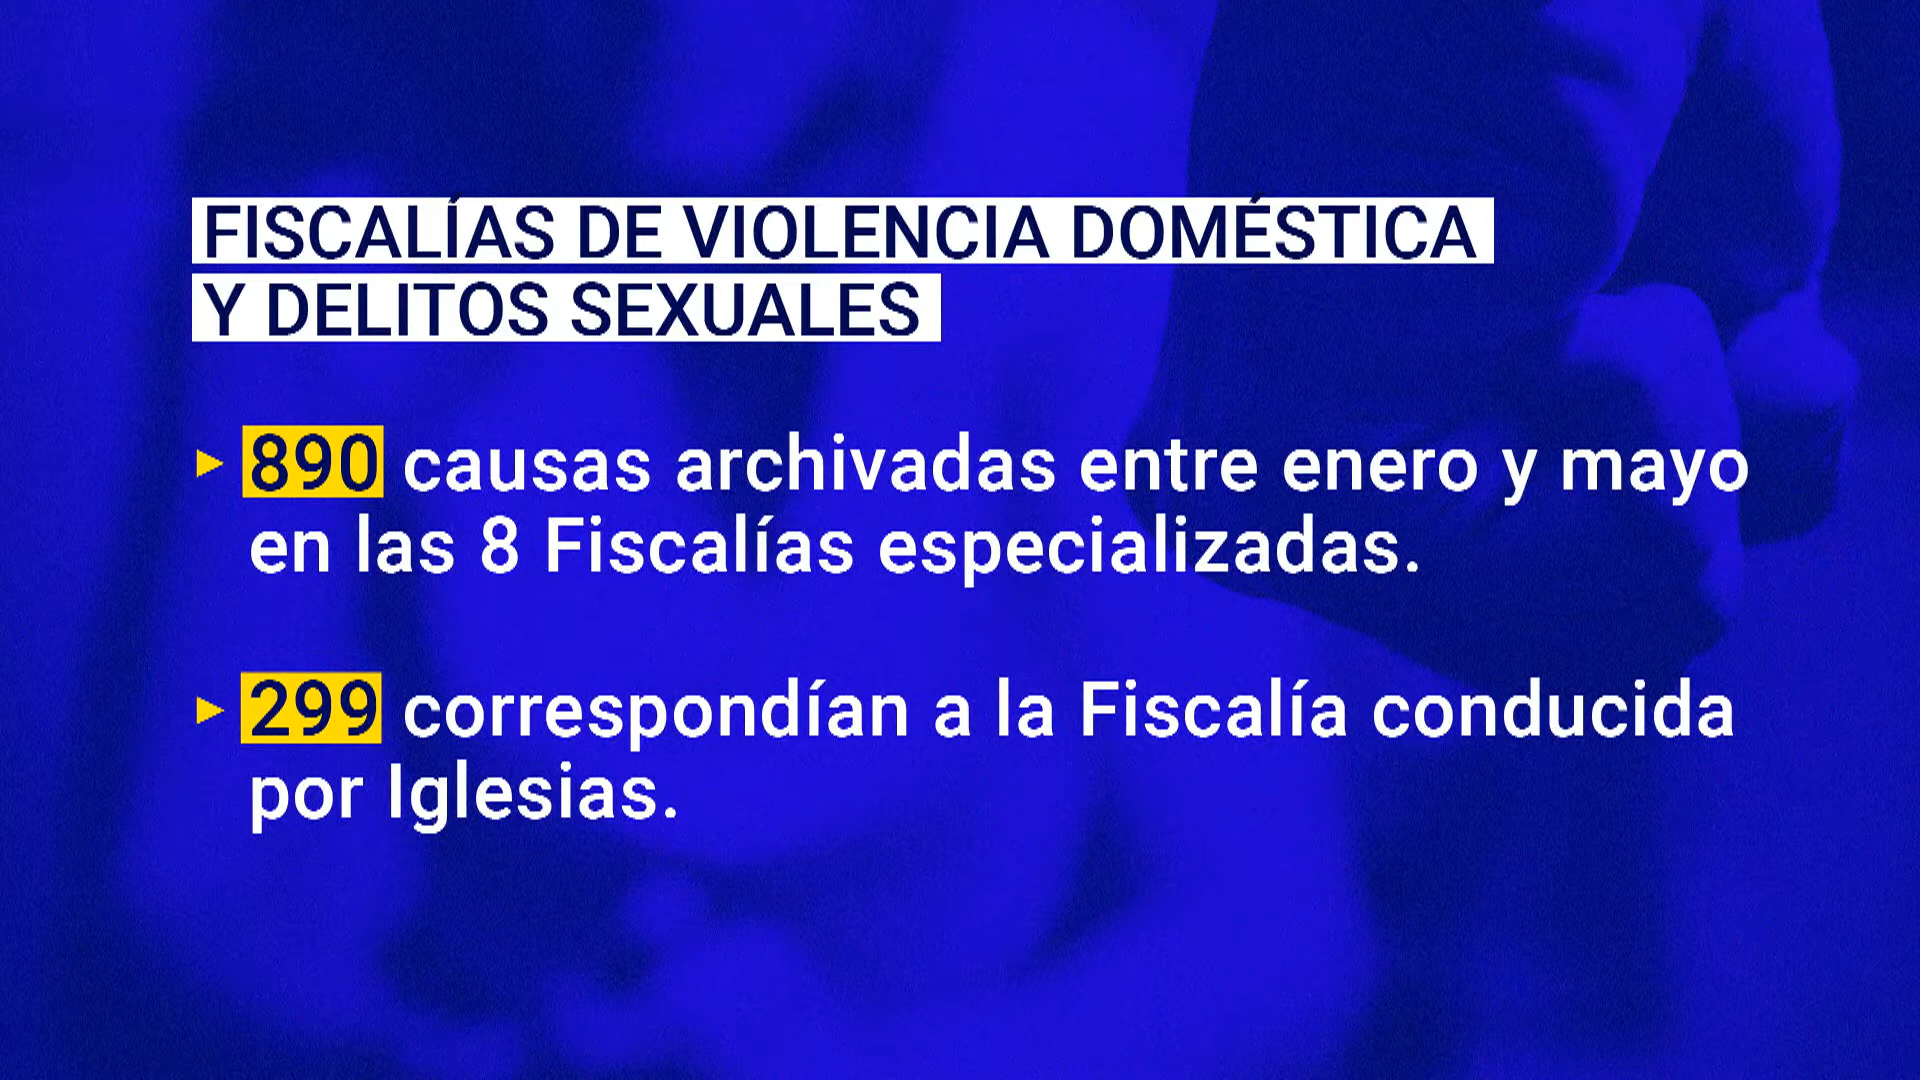 FISCALÍAS DE VIOLENCIA DOMÉSTICA
Y DELITOS SEXUALES
890 causas archivadas entre enero y mayo
en las 8 Fiscalías especializadas.
299 correspondían a la Fiscalía conducida
por Iglesias.